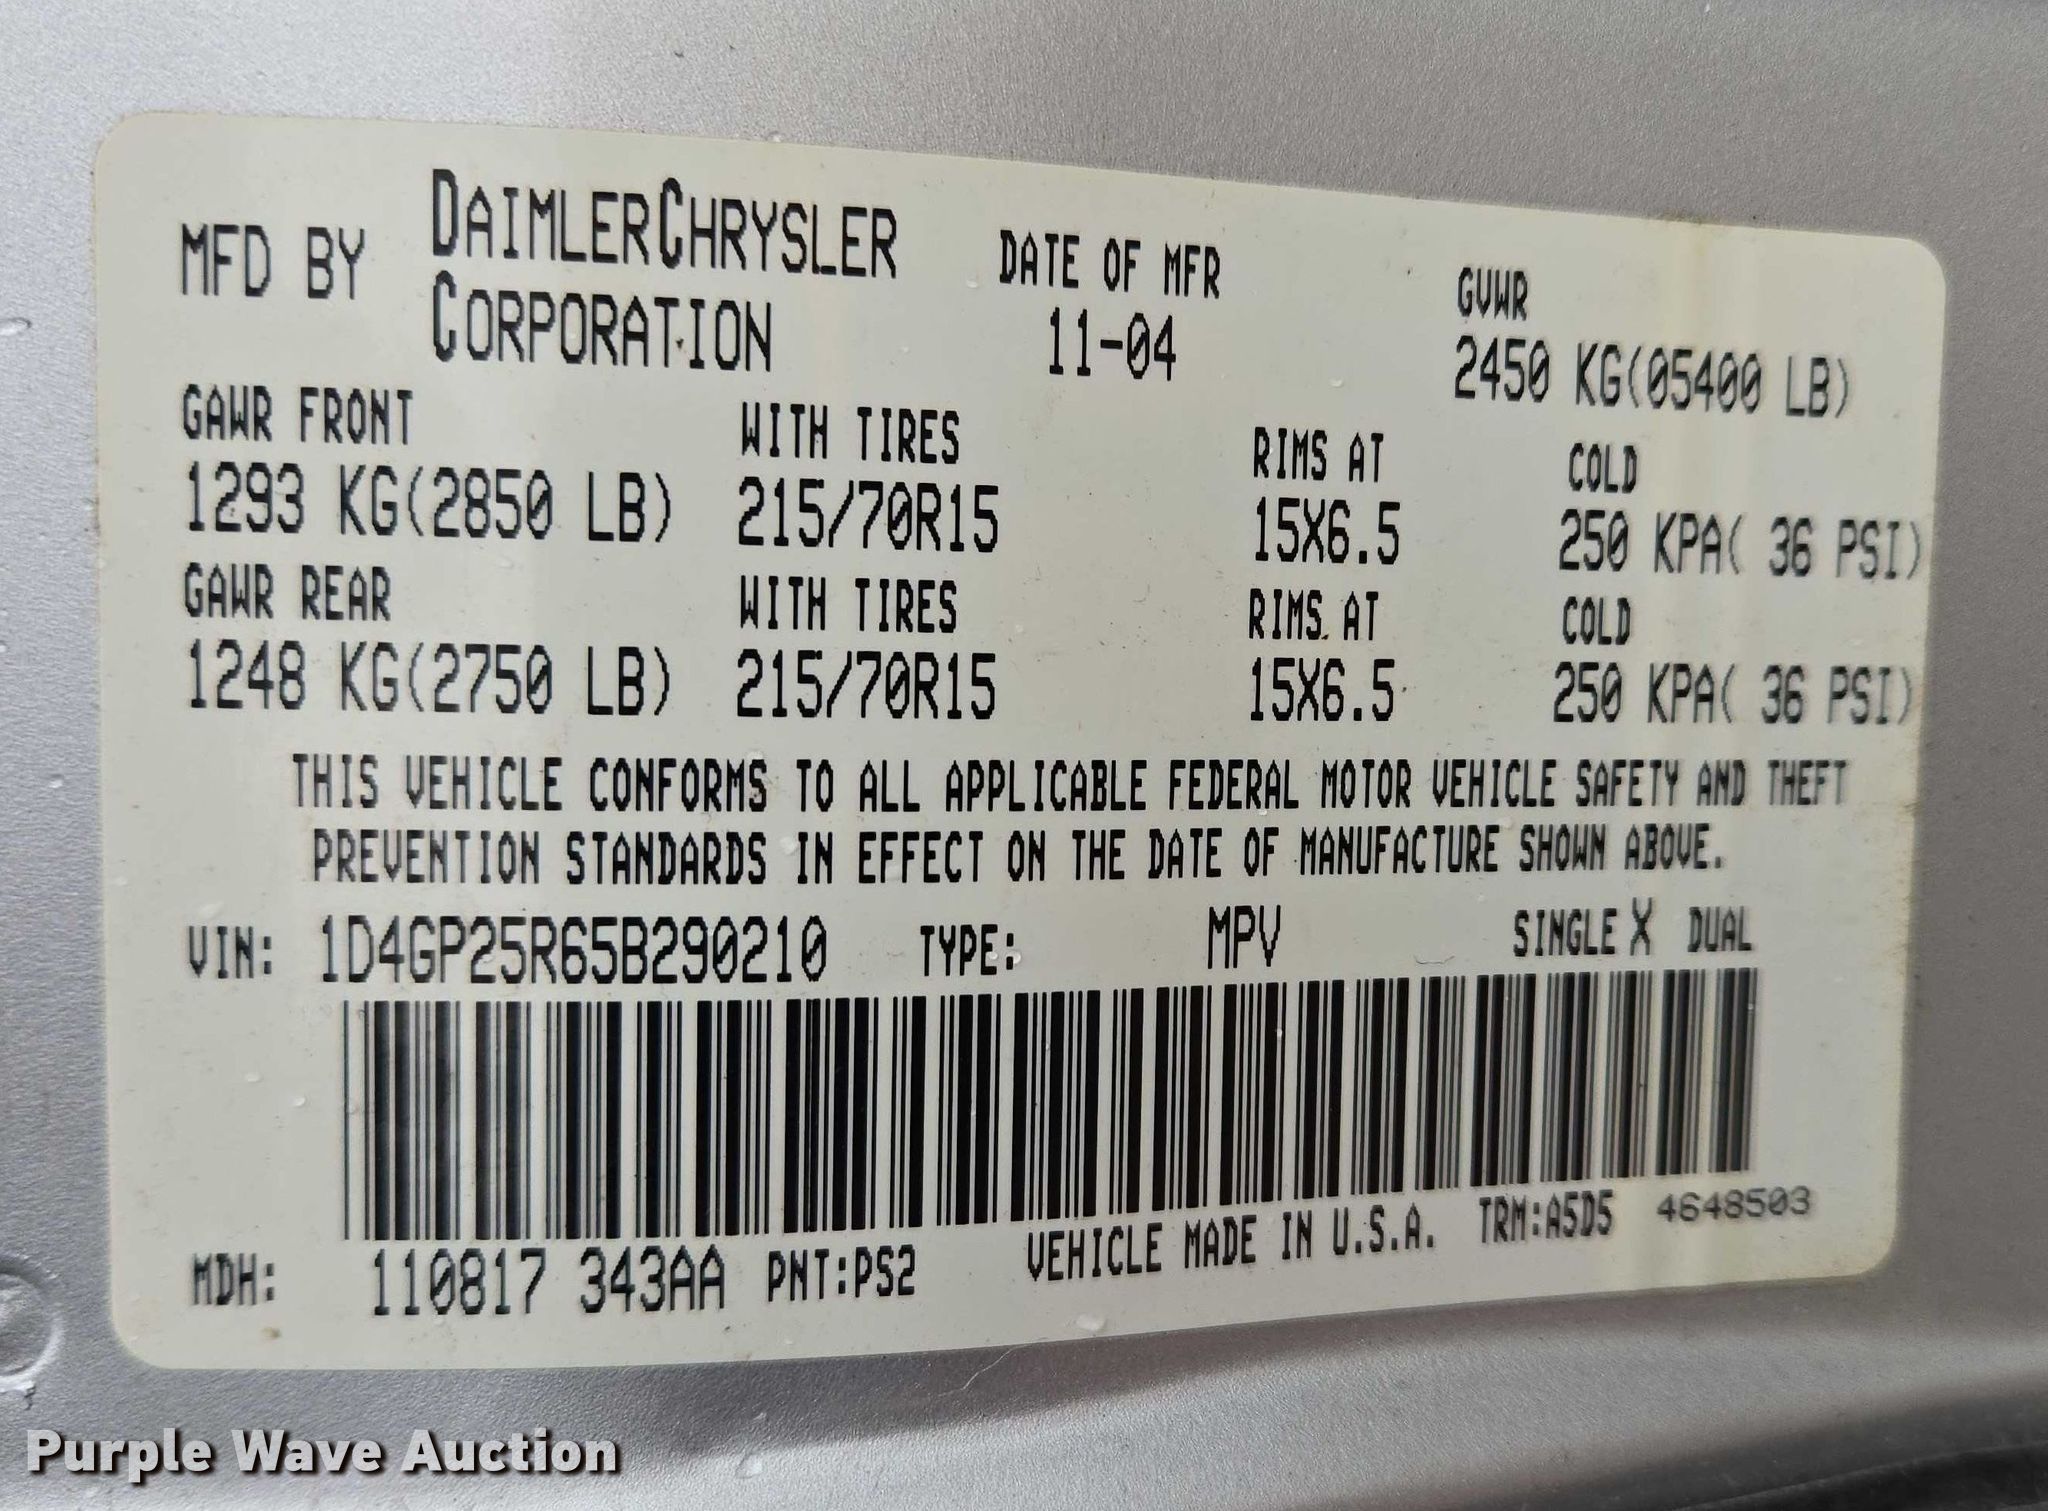 MFD BY DAIMLERCHRYSLER CORPORATION DATE OF MFR 11-04 GVWR 2450 KG(05400 LB)
GAWR FRONT WITH TIRES RIMS AT COLD
1293 KG(2850 LB) 215/70R15 15X6.5 250 KPA( 36 PSI)
GAWR REAR WITH TIRES RIMS AT COLD
1248 KG(2750 LB) 215/70R15 15X6.5 250 KPA( 36 PSI)
THIS VEHICLE CONFORMS TO ALL APPLICABLE FEDERAL MOTOR VEHICLE SAFETY AND THEFT
PREVENTION STANDARDS IN EFFECT ON THE DATE OF MANUFACTURE SHOWN ABOVE.
VIN: 1D4GP25R65B290210 TYPE: MPV SINGLE X DUAL
MDH: 110817 343AA PNT:PS2 VEHICLE MADE IN U.S.A. TRM:A5D5 4648503
Purple Wave Auction